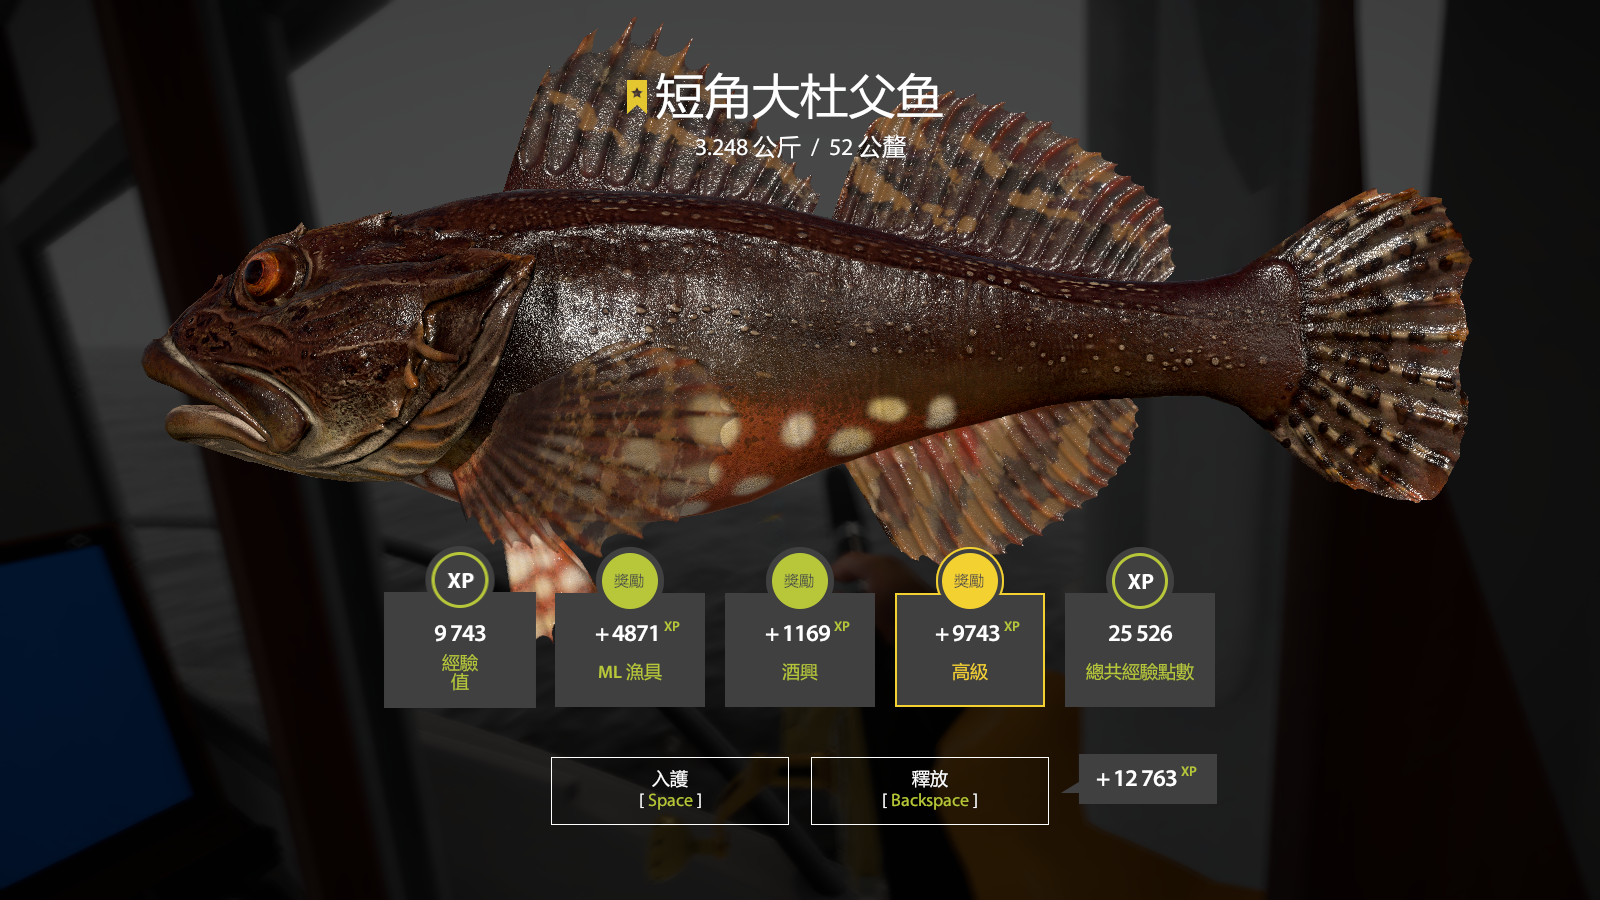 短角大杜父鱼
3.248 公斤 / 52 公釐
XP
9 743
經驗
值
獎勵
+4871 XP
ML 漁具
獎勵
+1169 XP
酒興
獎勵
+9743 XP
高級
XP
25 526
總共經驗點數
入護
[ Space ]
釋放
[ Backspace ]
+12 763 XP